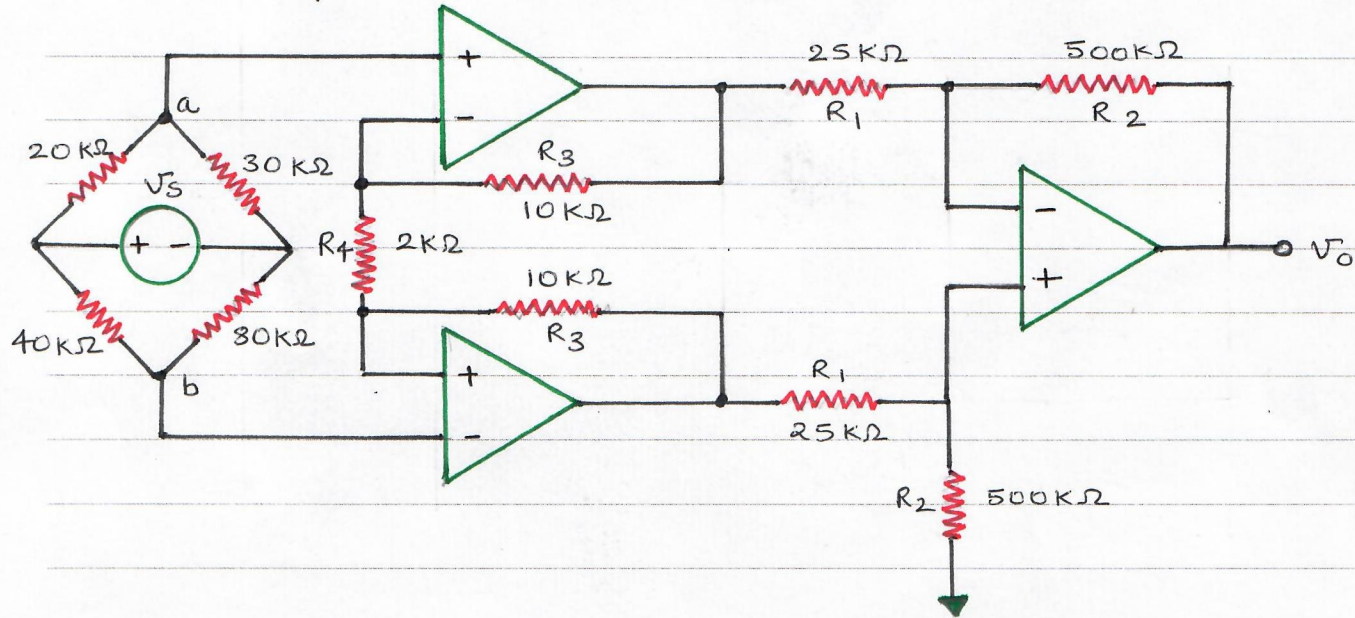 25KΩ 500KΩ
+ R1 R2
a
-
20KΩ 30KΩ R3
VS
10KΩ
+ - R4 2KΩ - Vo
10KΩ
+
40KΩ 80KΩ R3
b + R1
25KΩ
-
R2 500KΩ